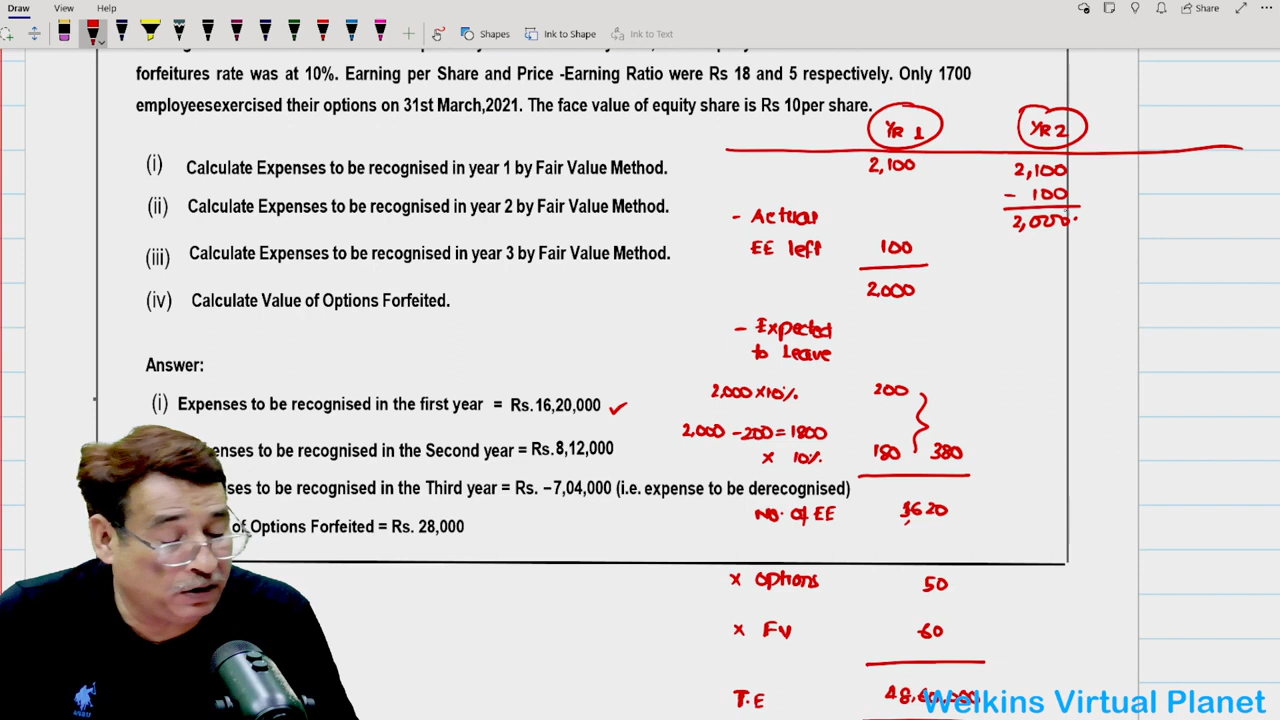 Draw View Help
Share
Shapes Ink to Shape Ink to Text
forfeitures rate was at 10%. Earning per Share and Price -Earning Ratio were Rs 18 and 5 respectively. Only 1700
employeesexercised their options on 31st March,2021. The face value of equity share is Rs 10per share.
YR 1 YR 2
(i) Calculate Expenses to be recognised in year 1 by Fair Value Method.
2,100 2,100
- 100
(ii) Calculate Expenses to be recognised in year 2 by Fair Value Method.
- Actual 2,000
(iii) Calculate Expenses to be recognised in year 3 by Fair Value Method.
EE left 100
(iv) Calculate Value of Options Forfeited.
2,000
- Expected
to leave
Answer:
2,000 x 10% 200
(i) Expenses to be recognised in the first year = Rs.16,20,000 ✓
2,000 - 200 = 1800
enses to be recognised in the Second year = Rs.8,12,000
x 10% 180 380
ses to be recognised in the Third year = Rs. -7,04,000 (i.e. expense to be derecognised)
No. of EE 1620
of Options Forfeited = Rs. 28,000
x options 50
x FV 60
T.E 48,60,000
Welkins Virtual Planet